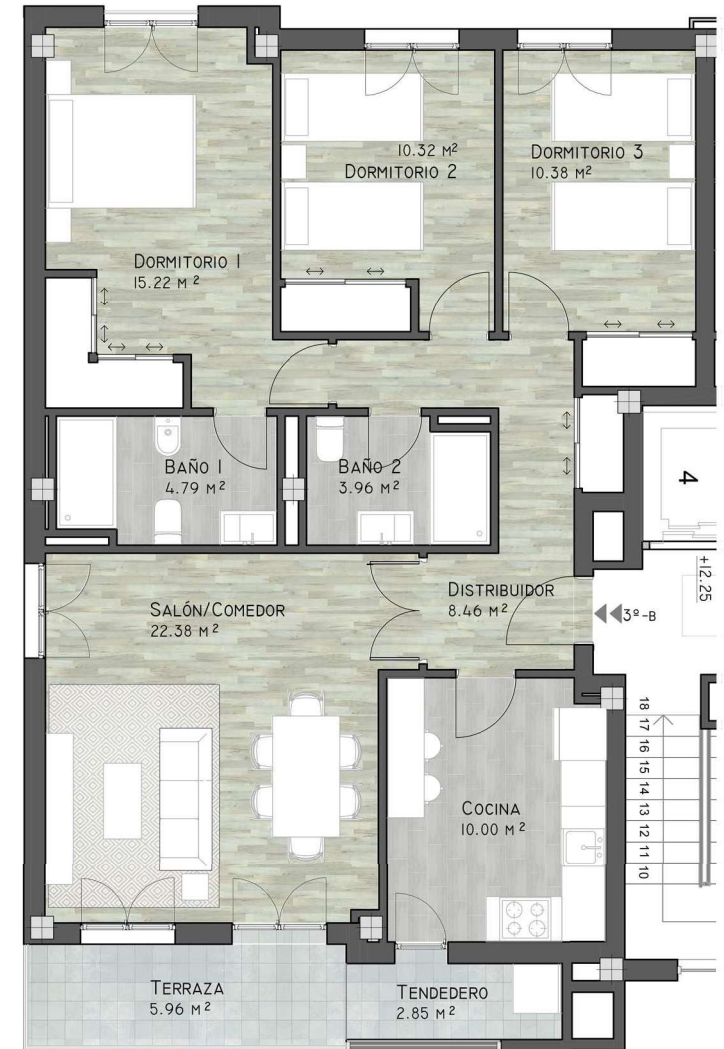 10.32 M²
DORMITORIO 2
DORMITORIO 3
10.38 M²
DORMITORIO 1
15.22 M²
BAÑO 1
4.79 M²
BAÑO 2
3.96 M²
4
+12.25
SALÓN/COMEDOR
22.38 M²
DISTRIBUIDOR
8.46 M²
3º-B
18
17
16
15
14
13
12
11
10
COCINA
10.00 M²
TERRAZA
5.96 M²
TENDEDERO
2.85 M²